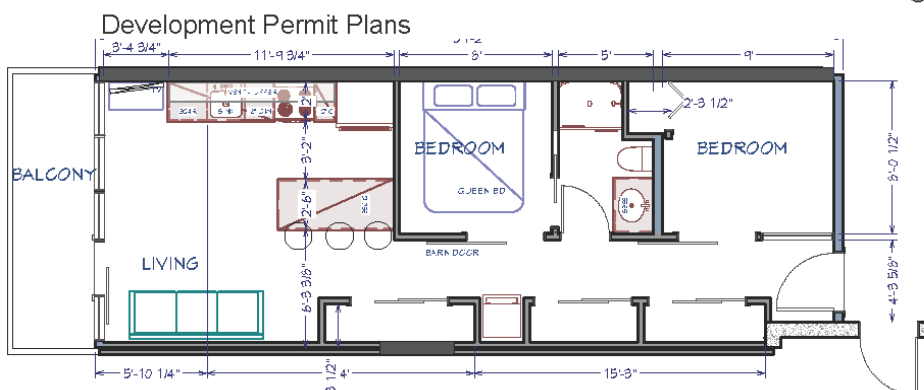 Development Permit Plans
3'-4 3/4"
11'-9 3/4"
8'
5'
9'
2'
2'-3 1/2"
BALCONY
BEDROOM
BEDROOM
3'-2"
QUEEN BD
8'-0 1/2"
2'-6"
BARN DOOR
LIVING
6'-3 3/8"
4'-3 5/8"
5'-10 1/4"
4'
15'-3"